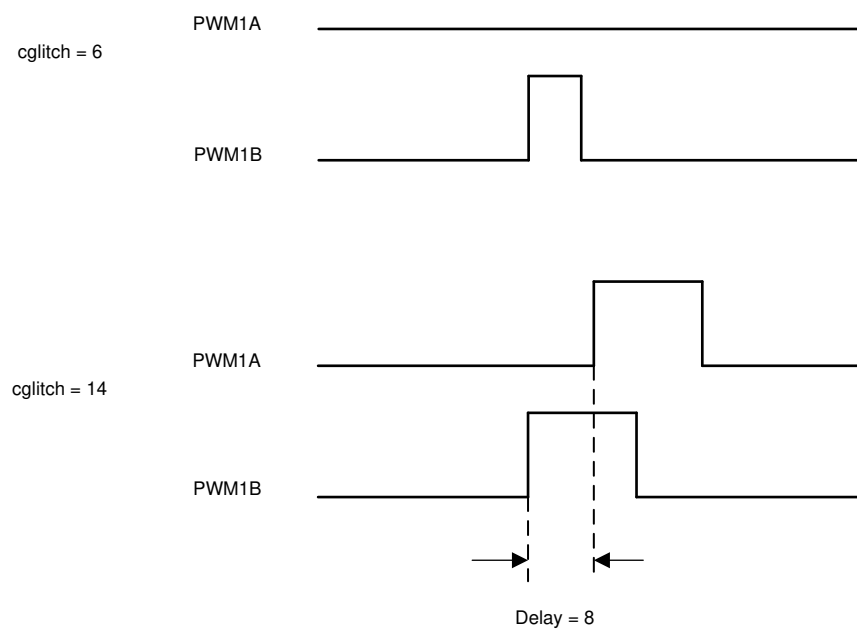 PWM1A
cglitch = 6
PWM1B
PWM1A
cglitch = 14
PWM1B
Delay = 8